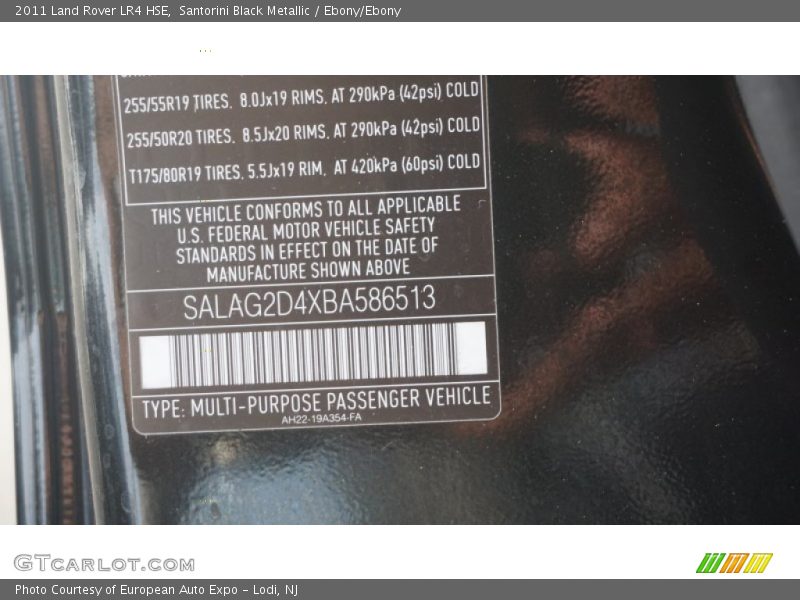 2011 Land Rover LR4 HSE, Santorini Black Metallic / Ebony/Ebony
255/55R19 TIRES, 8.0Jx19 RIMS, AT 290kPa (42psi) COLD
255/50R20 TIRES, 8.5Jx20 RIMS, AT 290kPa (42psi) COLD
T175/80R19 TIRES, 5.5Jx19 RIM, AT 420kPa (60psi) COLD
THIS VEHICLE CONFORMS TO ALL APPLICABLE
U.S. FEDERAL MOTOR VEHICLE SAFETY
STANDARDS IN EFFECT ON THE DATE OF
MANUFACTURE SHOWN ABOVE
SALAG2D4XBA586513
TYPE: MULTI-PURPOSE PASSENGER VEHICLE
AH22-19A354-FA
GTCARLOT.COM
Photo Courtesy of European Auto Expo - Lodi, NJ